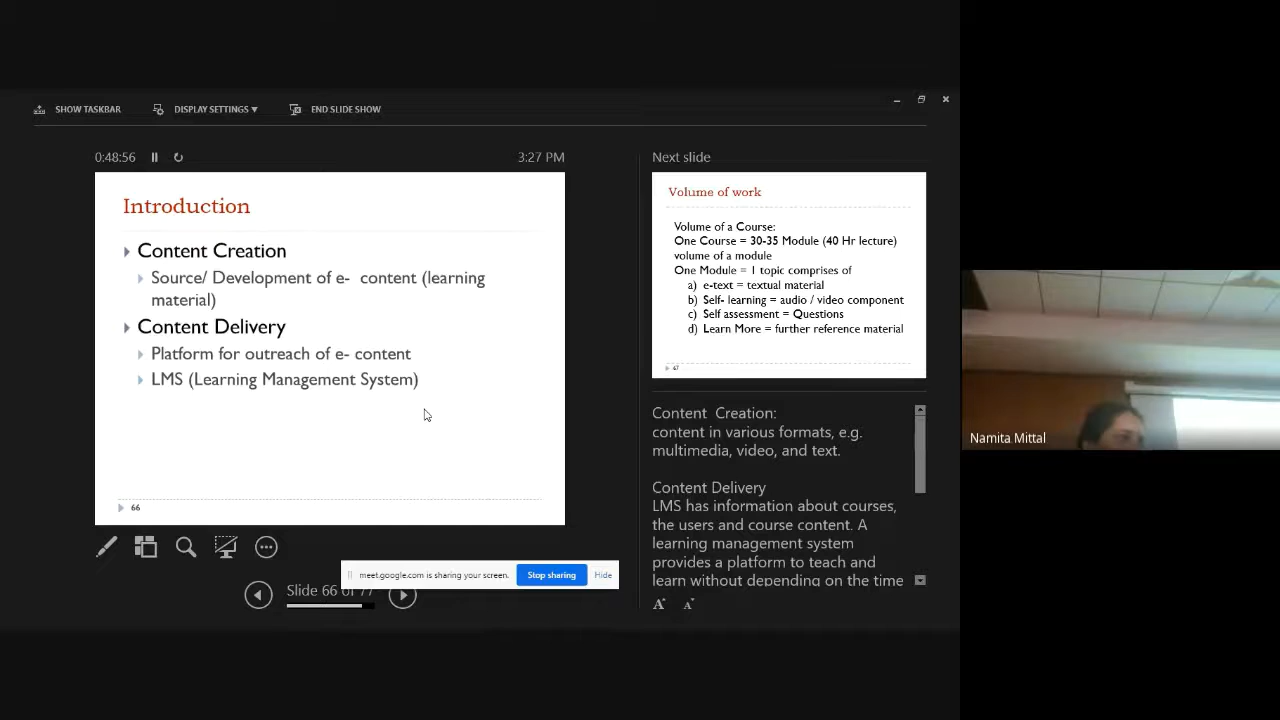 SHOW TASKBAR
DISPLAY SETTINGS
END SLIDE SHOW
0:48:56
3:27 PM
Introduction
Content Creation
Source/ Development of e- content (learning
material)
Content Delivery
Platform for outreach of e- content
LMS (Learning Management System)
66
meet.google.com is sharing your screen.
Stop sharing
Hide
Slide 66 of 77
Next slide
Volume of work
Volume of a Course:
One Course = 30-35 Module (40 Hr lecture)
volume of a module
One Module = 1 topic comprises of
a) e-text = textual material
b) Self- learning = audio / video component
c) Self assessment = Questions
d) Learn More = further reference material
67
Content Creation:
content in various formats, e.g.
multimedia, video, and text.
Content Delivery
LMS has information about courses,
the users and course content. A
learning management system
provides a platform to teach and
learn without depending on the time
A
A
Namita Mittal